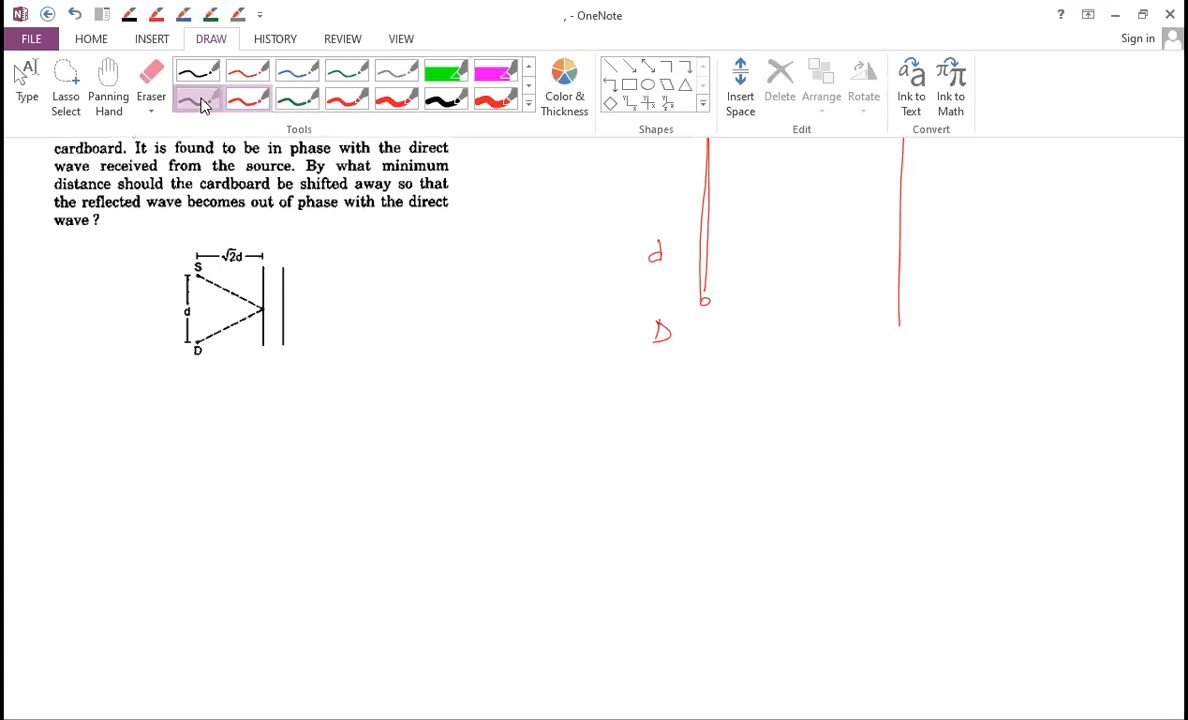 , - OneNote
?
FILE
HOME
INSERT
DRAW
HISTORY
REVIEW
VIEW
Sign in
Type
Lasso
Select
Panning
Hand
Eraser
Color &
Thickness
Insert
Space
Delete
Arrange
Rotate
Ink to
Text
Ink to
Math
Tools
Shapes
Edit
Convert
cardboard. It is found to be in phase with the direct
wave received from the source. By what minimum
distance should the cardboard be shifted away so that
the reflected wave becomes out of phase with the direct
wave ?
√2d
S
d
D
d
D